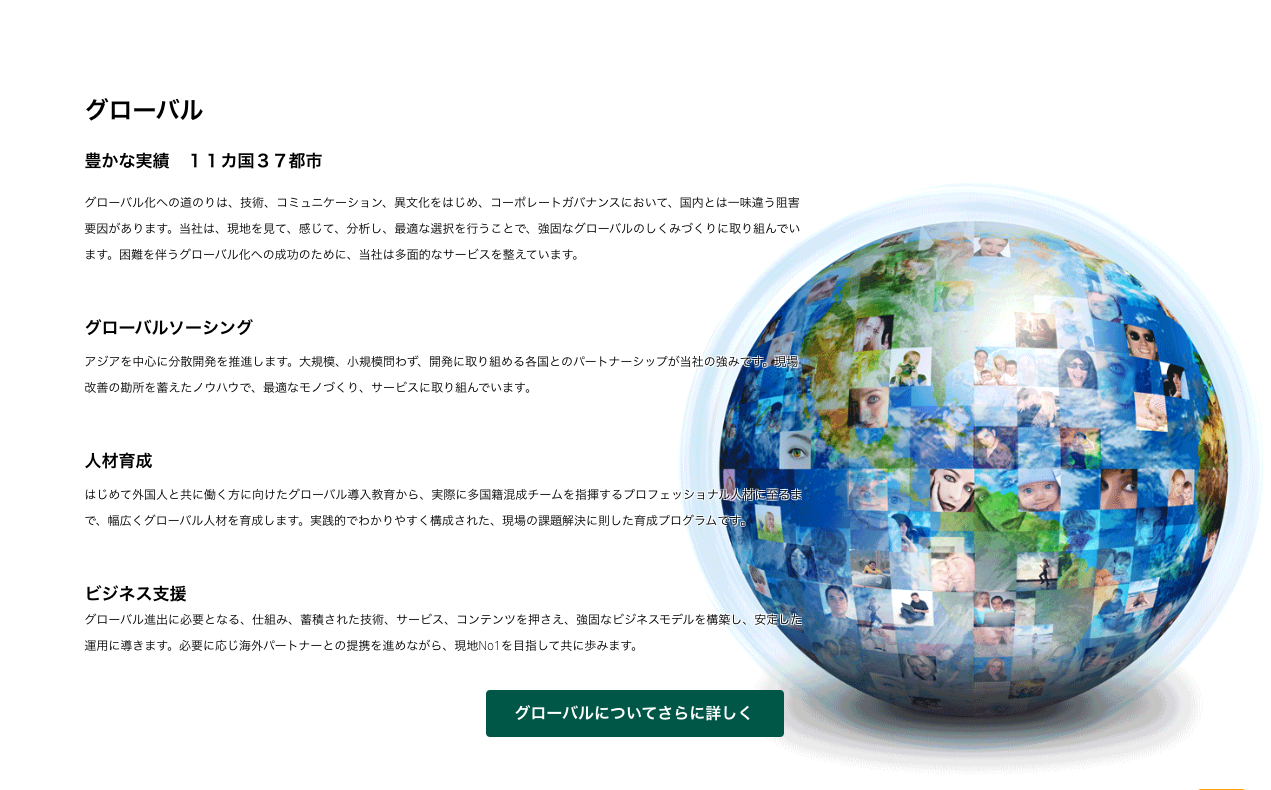 グローバル
豊かな実績　１１カ国３７都市
グローバル化への道のりは、技術、コミュニケーション、異文化をはじめ、コーポレートガバナンスにおいて、国内とは一味違う阻害
要因があります。当社は、現地を見て、感じて、分析し、最適な選択を行うことで、強固なグローバルのしくみづくりに取り組んでい
ます。困難を伴うグローバル化への成功のために、当社は多面的なサービスを整えています。
グローバルソーシング
アジアを中心に分散開発を推進します。大規模、小規模問わず、開発に取り組める各国とのパートナーシップが当社の強みです。現場
改善の勘所を蓄えたノウハウで、最適なモノづくり、サービスに取り組んでいます。
人材育成
はじめて外国人と共に働く方に向けたグローバル導入教育から、実際に多国籍混成チームを指揮するプロフェッショナル人材に至るま
で、幅広くグローバル人材を育成します。実践的でわかりやすく構成された、現場の課題解決に則した育成プログラムです。
ビジネス支援
グローバル進出に必要となる、仕組み、蓄積された技術、サービス、コンテンツを押さえ、強固なビジネスモデルを構築し、安定した
運用に導きます。必要に応じ海外パートナーとの提携を進めながら、現地No1を目指して共に歩みます。
グローバルについてさらに詳しく